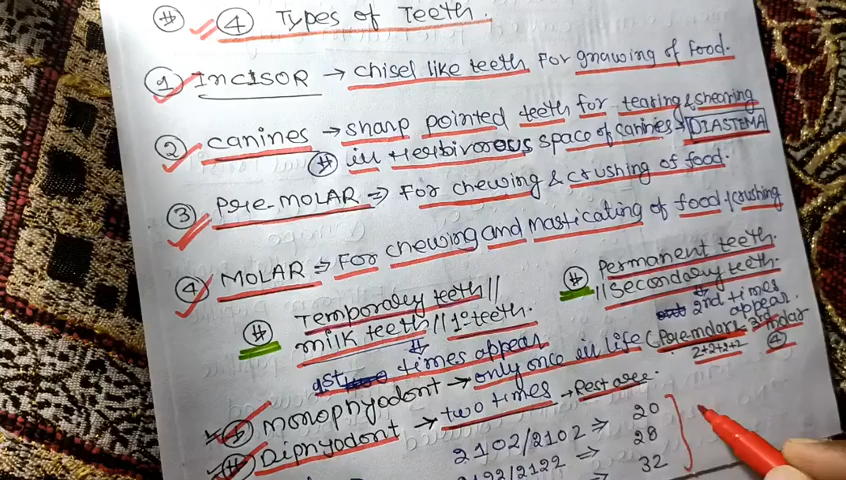 # ④ Types of Teeth.
① INCISOR → chisel like teeth For gnawing of food.
② canines → sharp pointed teeth for tearing & shearing
# in Herbivorous space of canines → DIASTEMA
③ Pre-MOLAR ⇒ For chewing & crushing of food.
④ MOLAR ⇒ For chewing and masticating of food / crushing
# Temporary teeth //
milk teeth // 1° teeth.
1st times appear
# Permanent teeth.
// Secondary teeth.
2nd times
appear.
# Monophyodont → only once in life (Premolar 3rd molar
2+2+2+2 ④
# Diphyodont → two times → Rest are.
2102/2102 ⇒ 20
2122/2122 ⇒ 28
⇒ 32